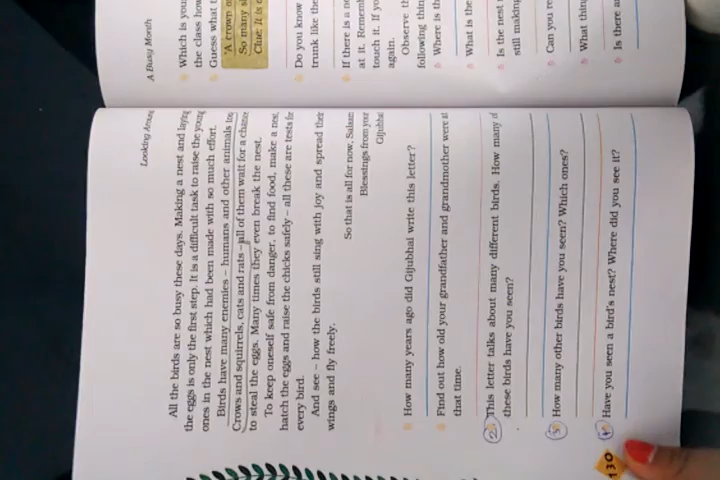 Looking Around
All the birds are so busy these days. Making a nest and laying
the eggs is only the first step. It is a difficult task to raise the young
ones in the nest which had been made with so much effort.
Birds have many enemies – humans and other animals too.
Crows and squirrels, cats and rats – all of them wait for a chance
to steal the eggs. Many times they even break the nest.
To keep oneself safe from danger, to find food, make a nest,
hatch the eggs and raise the chicks safely – all these are tests for
every bird.
And see – how the birds still sing with joy and spread their
wings and fly freely.
So that is all for now, Salaam
Blessings from your
Gijubhai
How many years ago did Gijubhai write this letter?
Find out how old your grandfather and grandmother were at
that time.
2 This letter talks about many different birds. How many of
these birds have you seen?
3 How many other birds have you seen? Which ones?
4 Have you seen a bird's nest? Where did you see it?
130
A Busy Month
Which is you
the class how
Guess what t
"A crown o
So many s
Clue: It is
Do you know
trunk like the
If there is a ne
at it. Rememb
touch it. If yo
again.
Observe th
following thin
Where is the
What is the
Is the nest
still making
Can you re
What thin
Is there a